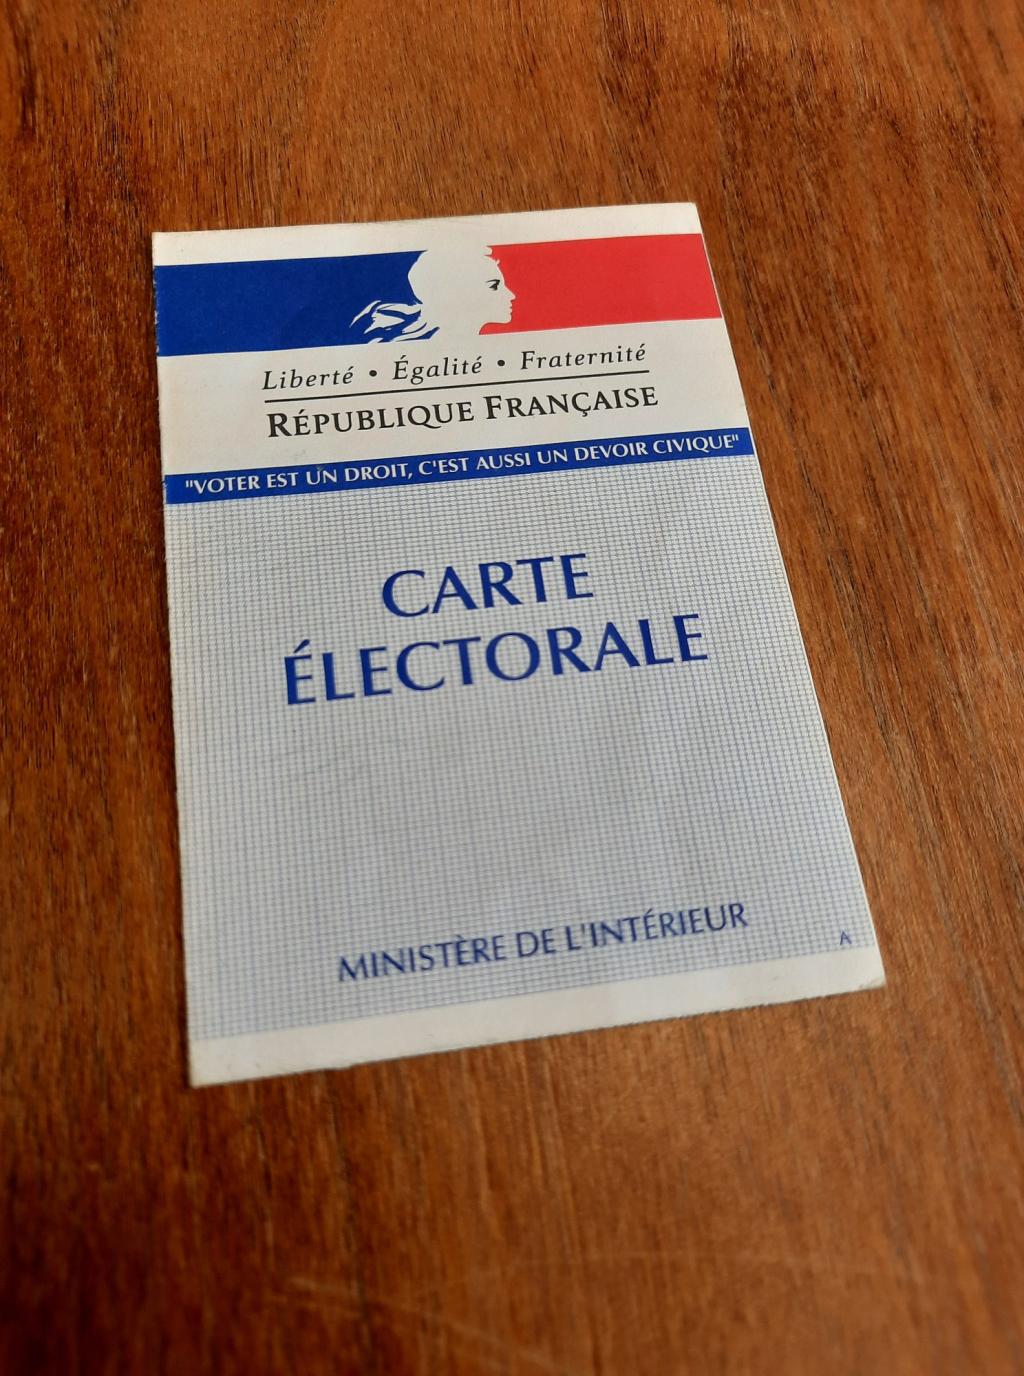 Liberté • Égalité • Fraternité
RÉPUBLIQUE FRANÇAISE
"VOTER EST UN DROIT, C'EST AUSSI UN DEVOIR CIVIQUE"
CARTE
ÉLECTORALE
MINISTÈRE DE L'INTÉRIEUR
A